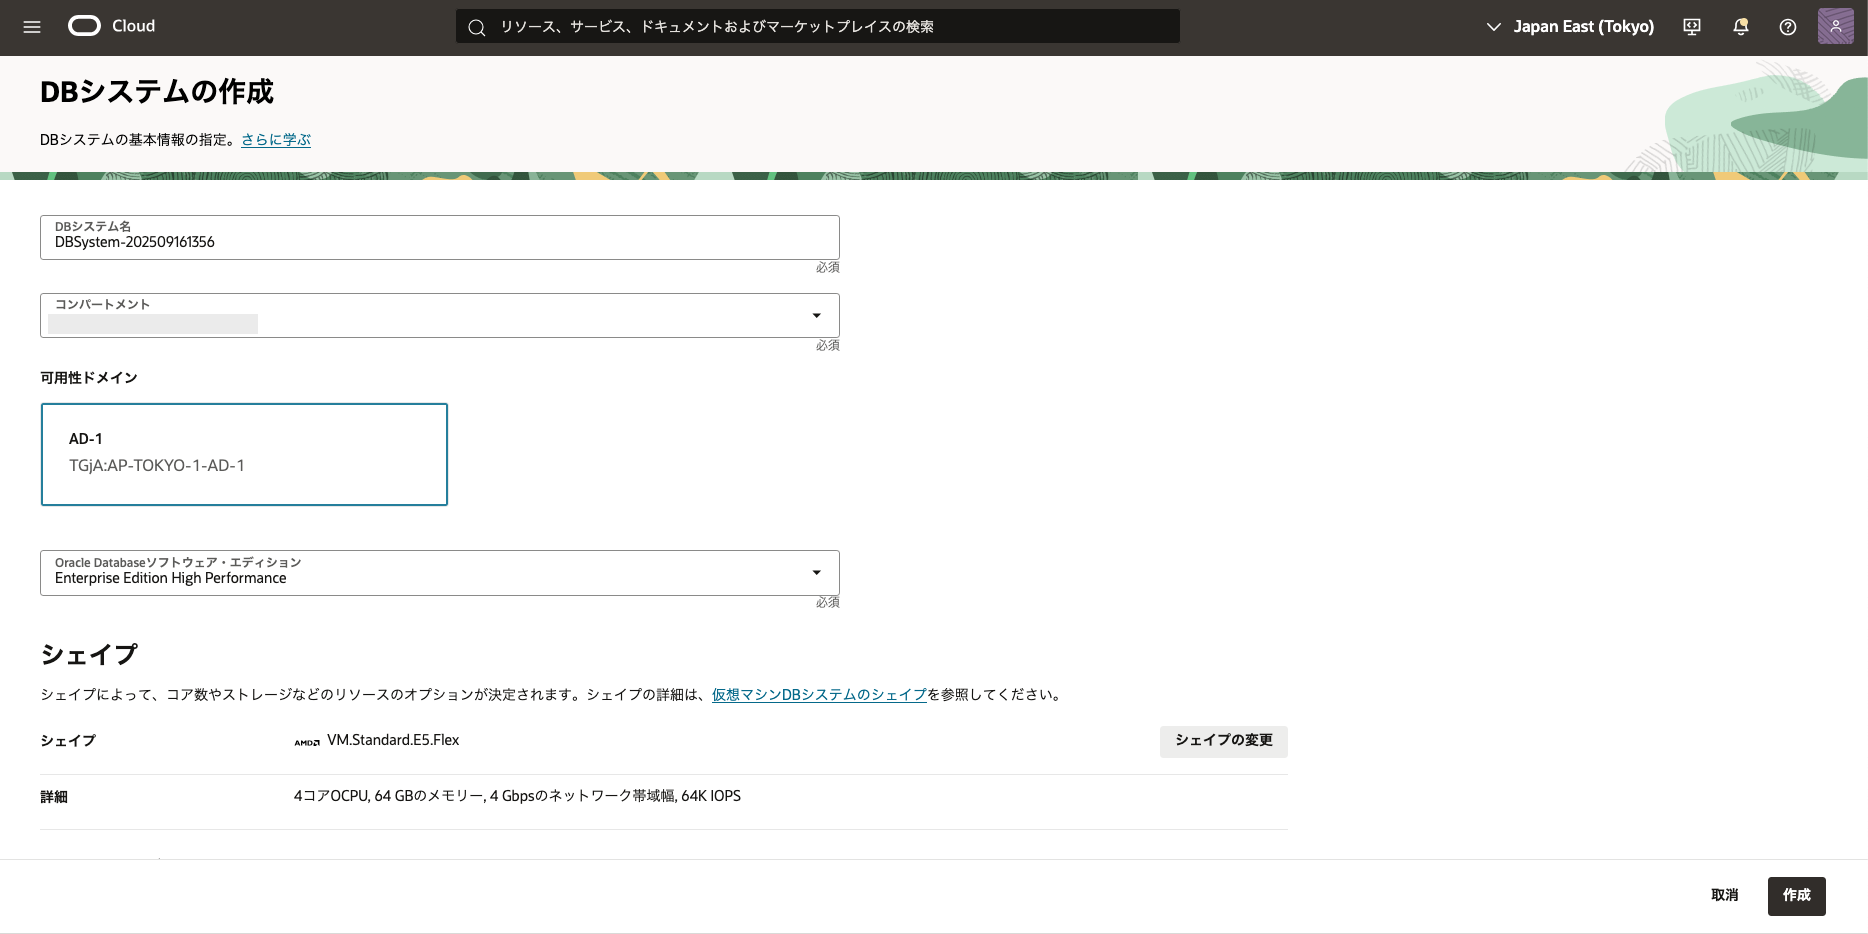 Cloud
リソース、サービス、ドキュメントおよびマーケットプレイスの検索
Japan East (Tokyo)
DBシステムの作成
DBシステムの基本情報の指定。さらに学ぶ
DBシステム名
DBSystem-202509161356
必須
コンパートメント
必須
可用性ドメイン
AD-1
TGjA:AP-TOKYO-1-AD-1
Oracle Databaseソフトウェア・エディション
Enterprise Edition High Performance
必須
シェイプ
シェイプによって、コア数やストレージなどのリソースのオプションが決定されます。シェイプの詳細は、仮想マシンDBシステムのシェイプを参照してください。
シェイプ
AMD VM.Standard.E5.Flex
シェイプの変更
詳細
4コアOCPU, 64 GBのメモリー, 4 Gbpsのネットワーク帯域幅, 64K IOPS
取消
作成